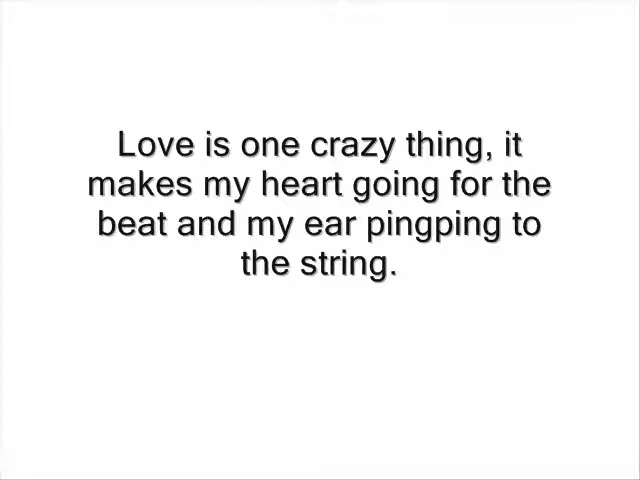 Love is one crazy thing, it
makes my heart going for the
beat and my ear pingping to
the string.